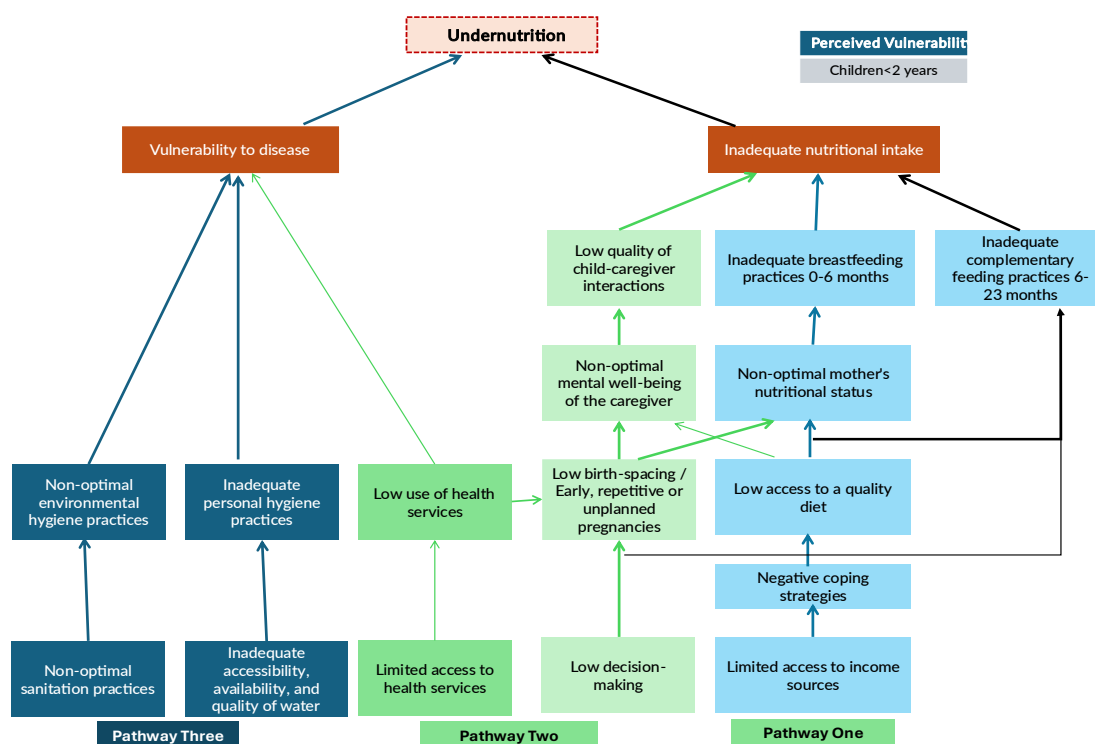 Undernutrition
Perceived Vulnerabilit
Children<2 years
Vulnerability to disease
Inadequate nutritional intake
Low quality of
child-caregiver
interactions
Inadequate breastfeeding
practices 0-6 months
Inadequate
complementary
feeding practices 6-
23 months
Non-optimal
mental well-being
of the caregiver
Non-optimal mother's
nutritional status
Non-optimal
environmental
hygiene practices
Inadequate
personal hygiene
practices
Low use of health
services
Low birth-spacing /
Early, repetitive or
unplanned
pregnancies
Low access to a quality
diet
Negative coping
strategies
Non-optimal
sanitation practices
Inadequate
accessibility,
availability, and
quality of water
Limited access to
health services
Low decision-
making
Limited access to income
sources
Pathway Three
Pathway Two
Pathway One